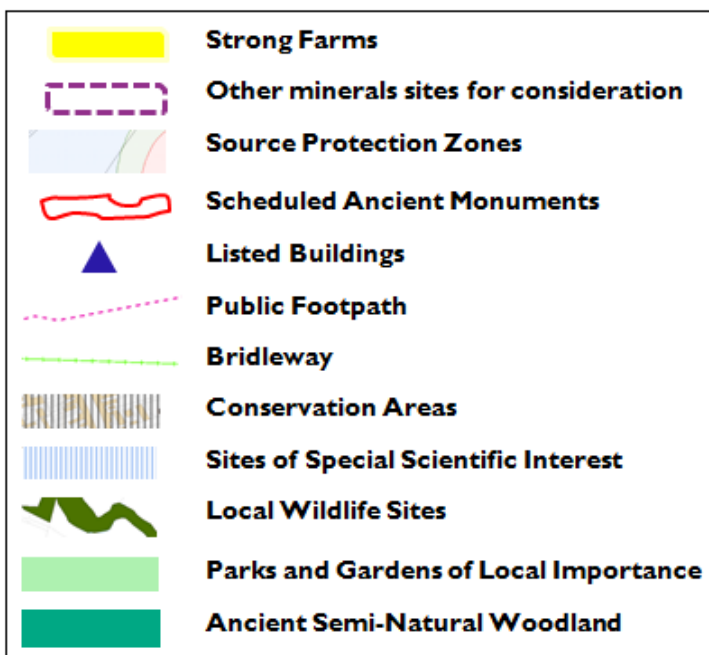 Strong Farms
Other minerals sites for consideration
Source Protection Zones
Scheduled Ancient Monuments
Listed Buildings
Public Footpath
Bridleway
Conservation Areas
Sites of Special Scientific Interest
Local Wildlife Sites
Parks and Gardens of Local Importance
Ancient Semi-Natural Woodland